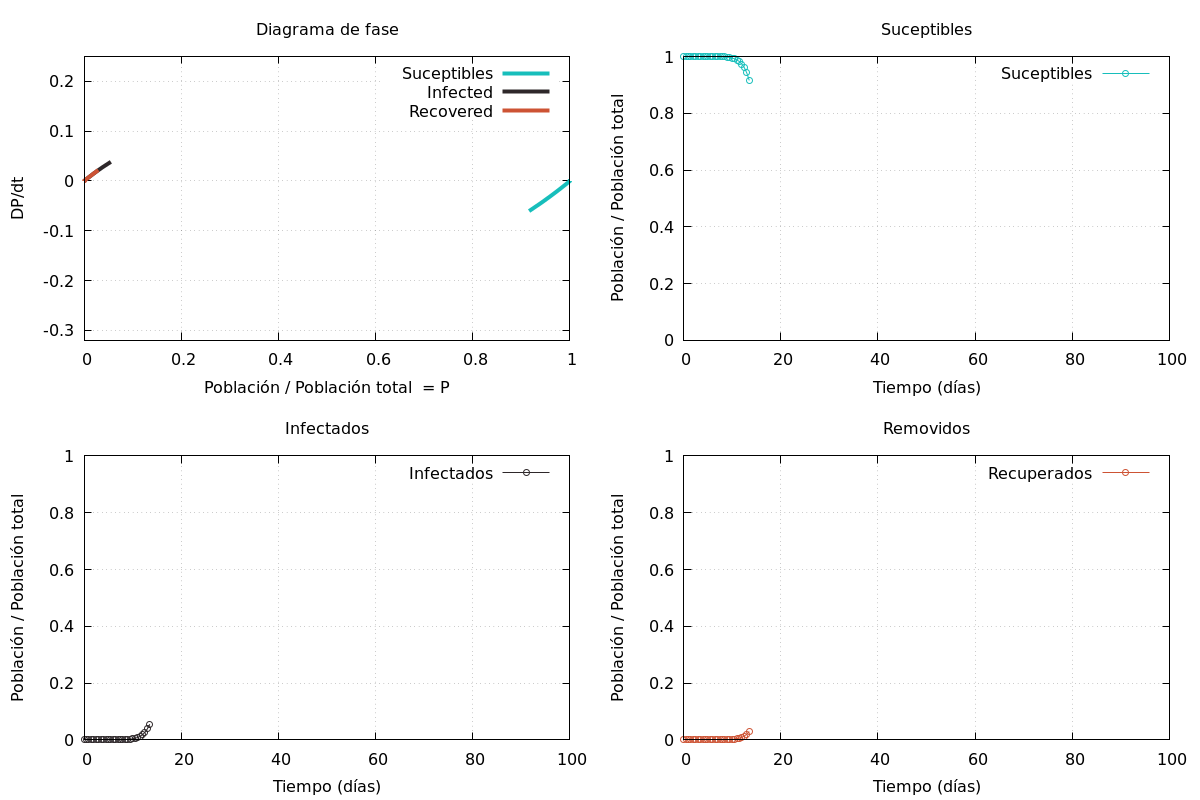 Diagrama de fase
Suceptibles
Infected
Recovered
0.2
0.1
0
-0.1
-0.2
-0.3
DP/dt
0 0.2 0.4 0.6 0.8 1
Población / Población total = P
Suceptibles
Suceptibles
1
0.8
0.6
0.4
0.2
0
Población / Población total
0 20 40 60 80 100
Tiempo (días)
Infectados
Infectados
1
0.8
0.6
0.4
0.2
0
Población / Población total
0 20 40 60 80 100
Tiempo (días)
Removidos
Recuperados
1
0.8
0.6
0.4
0.2
0
Población / Población total
0 20 40 60 80 100
Tiempo (días)